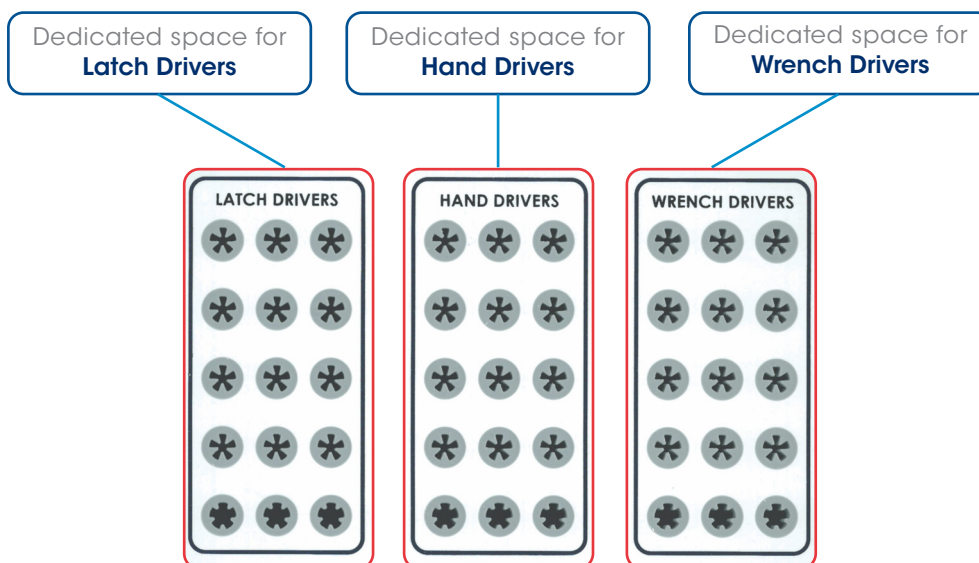 Dedicated space for
Latch Drivers
Dedicated space for
Hand Drivers
Dedicated space for
Wrench Drivers
LATCH DRIVERS
HAND DRIVERS
WRENCH DRIVERS